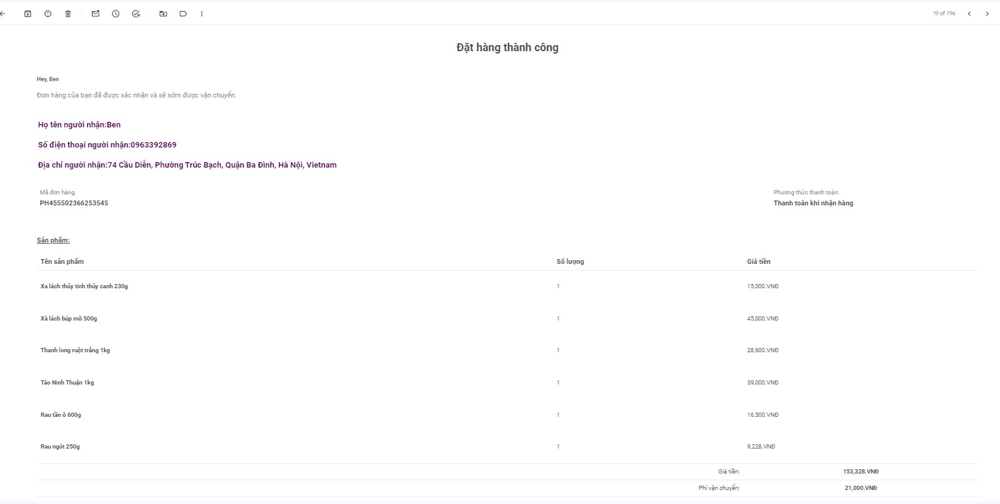 19 of 796
Đặt hàng thành công
Hey, Ben
Đơn hàng của bạn đã được xác nhận và sẽ sớm được vận chuyển.
Họ tên người nhận:Ben
Số điện thoại người nhận:0963392869
Địa chỉ người nhận:74 Cầu Diễn, Phường Trúc Bạch, Quận Ba Đình, Hà Nội, Vietnam
Mã đơn hàng. Phương thức thanh toán:
PH455502366253545 Thanh toán khi nhận hàng
Sản phẩm:
Tên sản phẩm Số lượng Giá tiền
Xa lách thủy tinh thủy canh 230g 1 15,000.VNĐ
Xà lách búp mỡ 500g 1 45,000.VNĐ
Thanh long ruột trắng 1kg 1 28,600.VNĐ
Táo Ninh Thuận 1kg 1 39,000.VNĐ
Rau tần ô 600g 1 16,500.VNĐ
Rau ngót 250g 1 9,228.VNĐ
Giá tiền: 153,328.VNĐ
Phí vận chuyển: 21,000.VNĐ